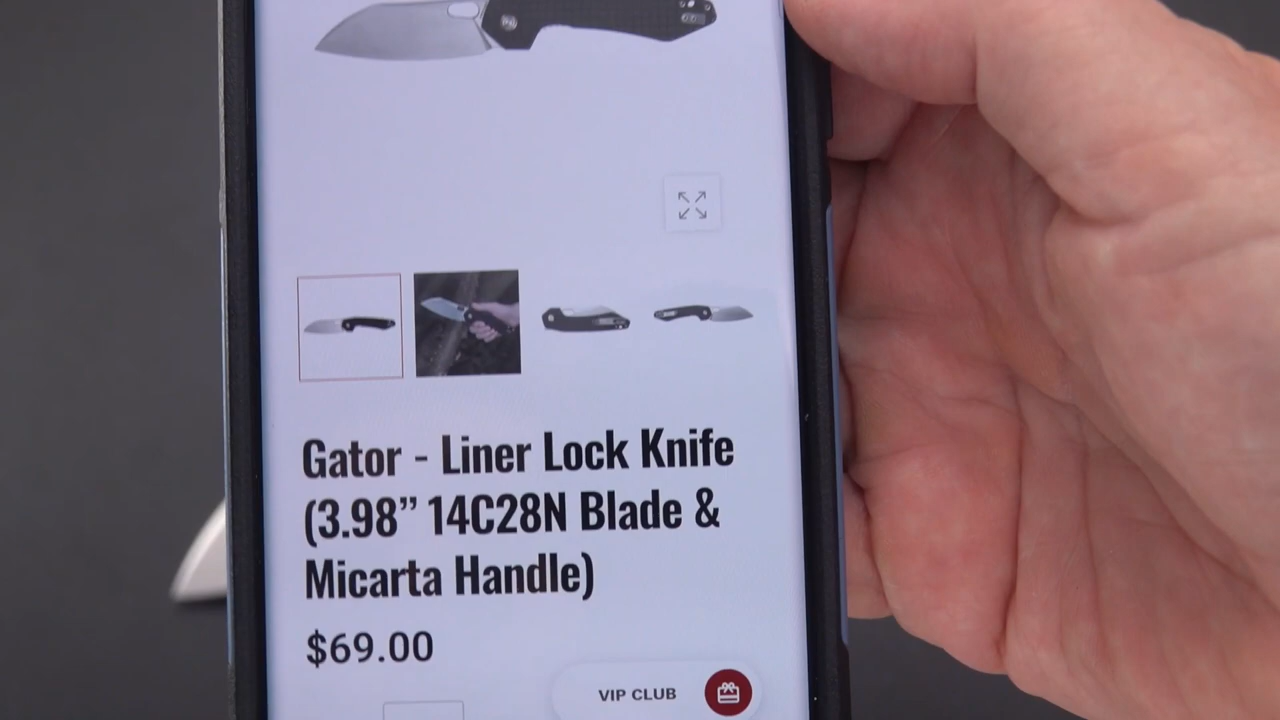 Gator - Liner Lock Knife
(3.98” 14C28N Blade &
Micarta Handle)
$69.00
VIP CLUB